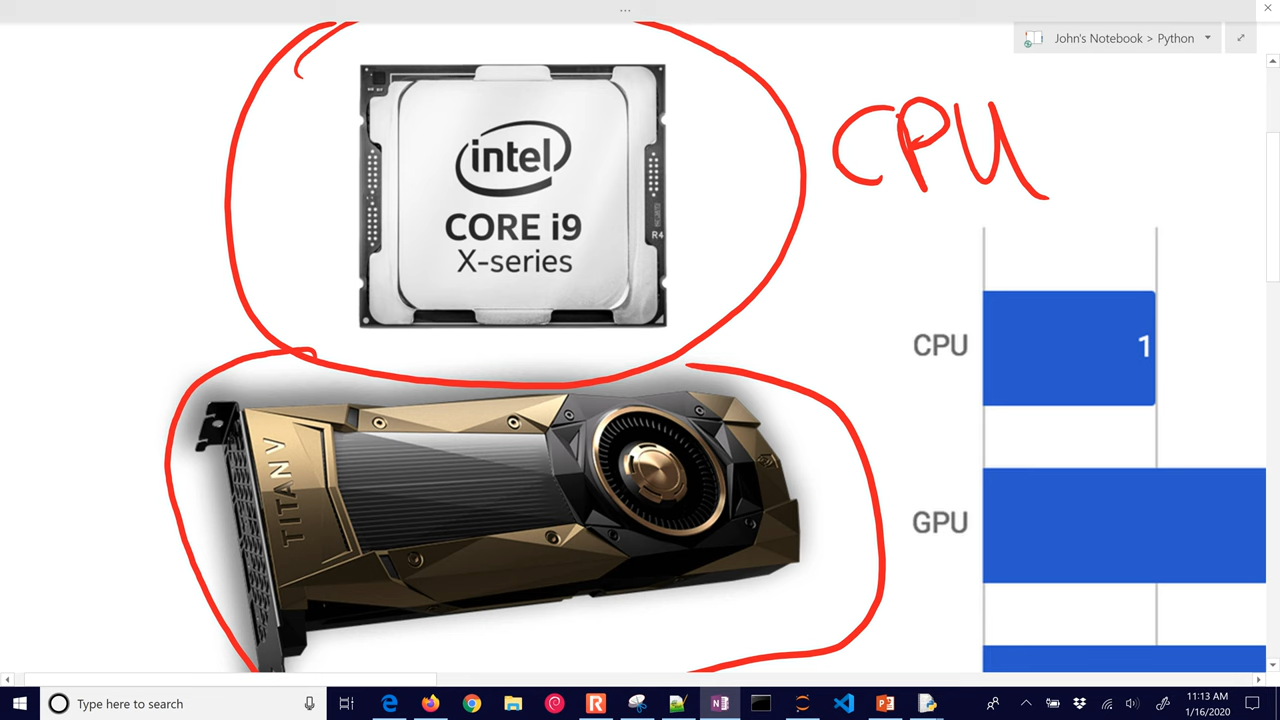 John's Notebook > Python
intel
CORE i9
X-series
R4
CPU
TITAN V
CPU
1
GPU
Type here to search
11:13 AM
1/16/2020